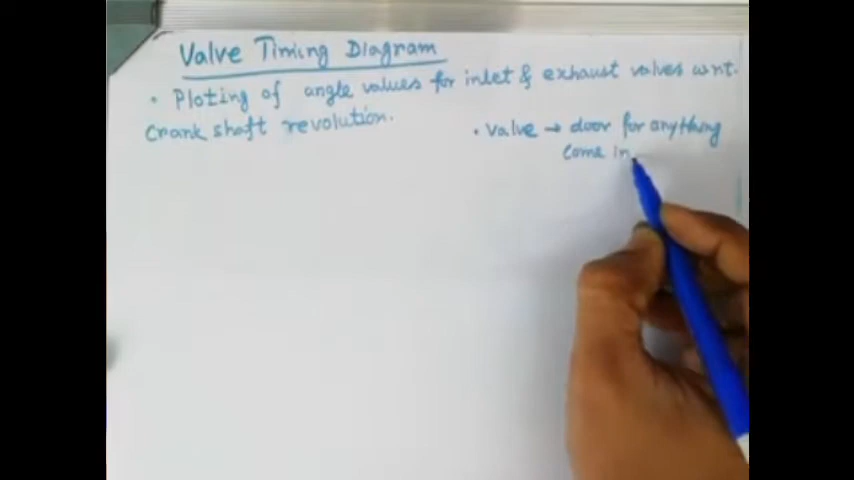 Valve Timing Diagram
• Ploting of angle values for inlet & exhaust valves w.r.t.
Crank shaft revolution.
• Valve → door for anything
Come in